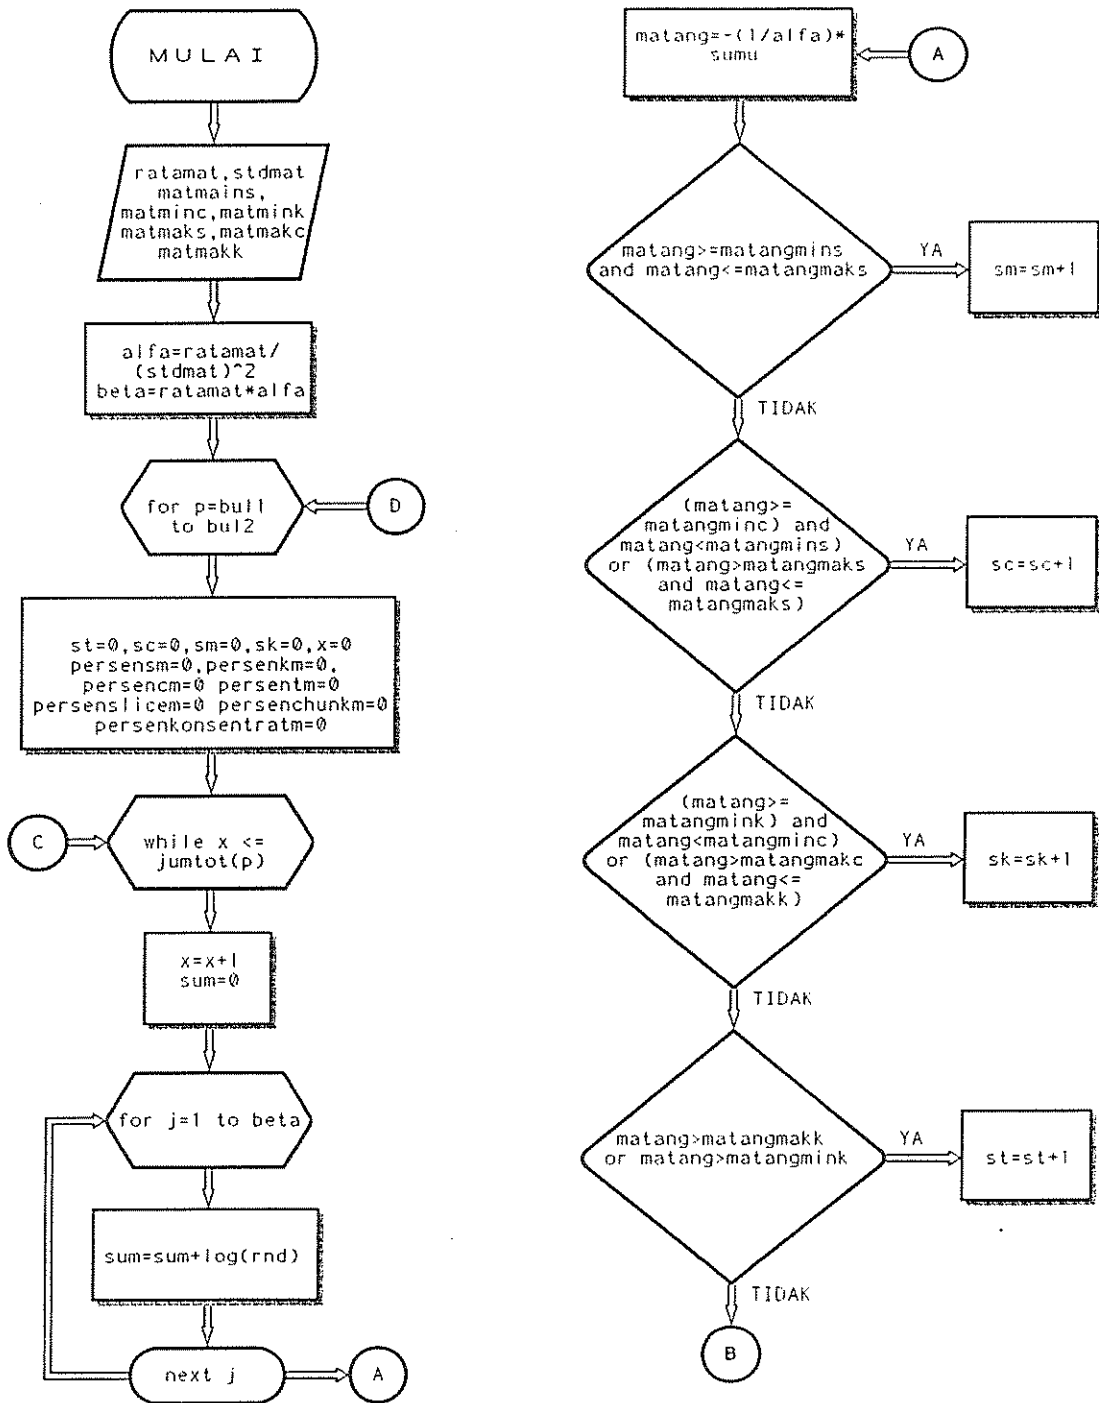 MULAI
ratamat,stdmat
matmains,
matminc,matmink
matmaks,matmakc
matmakk
alfa=ratamat/
(stdmat)^2
beta=ratamat*alfa
for p=bul1
to bul2
D
st=0,sc=0,sm=0,sk=0,x=0
persensm=0,persenkm=0,
persencm=0 persentm=0
persenslicem=0 persenchunkm=0
persenkonsentratm=0
C
while x <=
jumtot(p)
x=x+1
sum=0
for j=1 to beta
sum=sum+log(rnd)
next j
A
matang=-(1/alfa)*
sumu
A
matang>=matangmins
and matang<=matangmaks
YA
sm=sm+1
TIDAK
(matang>=
matangminc) and
matang<matangmins)
or (matang>matangmaks
and matang<=
matangmaks)
YA
sc=sc+1
TIDAK
(matang>=
matangmink) and
matang<matangminc)
or (matang>matangmakc
and matang<=
matangmakk)
YA
sk=sk+1
TIDAK
matang>matangmakk
or matang>matangmink
YA
st=st+1
TIDAK
B